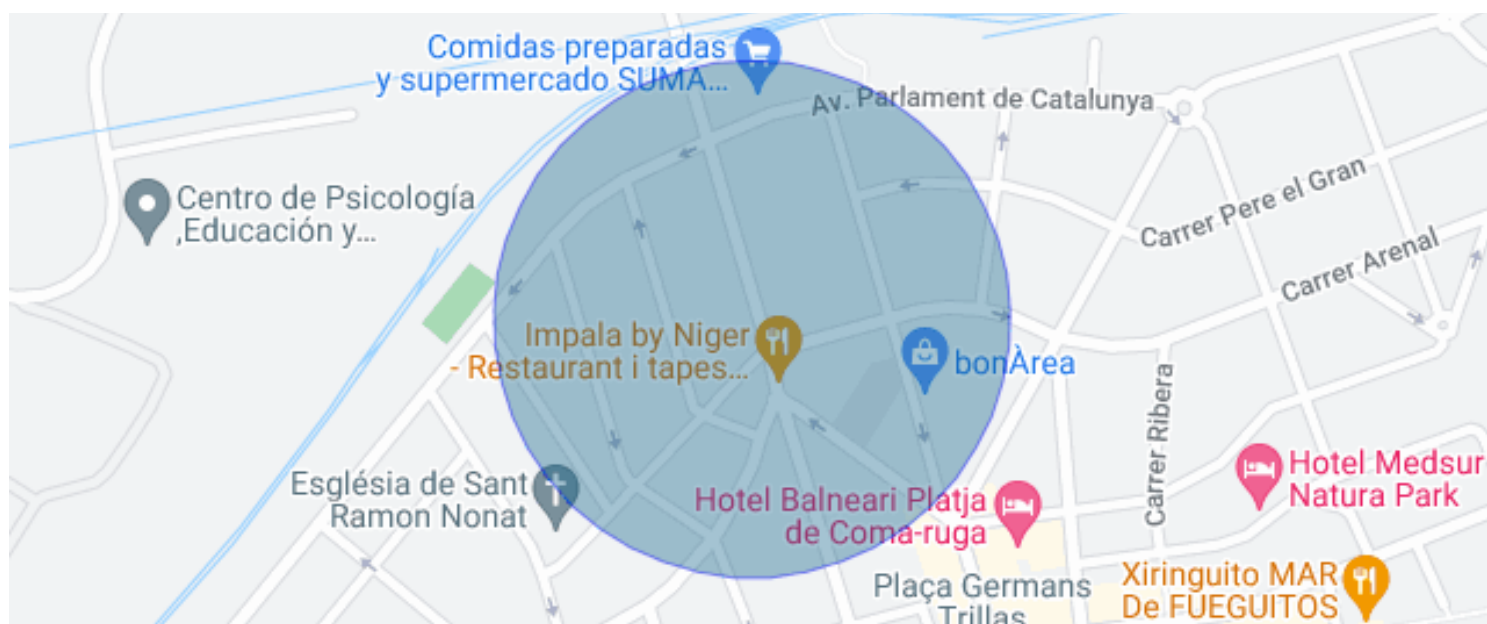 Comidas preparadas
y supermercado SUMA...
Av. Parlament de Catalunya
Centro de Psicología
,Educación y...
Carrer Pere el Gran
Carrer Arenal
Impala by Niger
- Restaurant i tapes...
bonÀrea
Carrer Ribera
Església de Sant
Ramon Nonat
Hotel Balneari Platja
de Coma-ruga
Hotel Medsur
Natura Park
Plaça Germans
Trillas
Xiringuito MAR
De FUEGUITOS